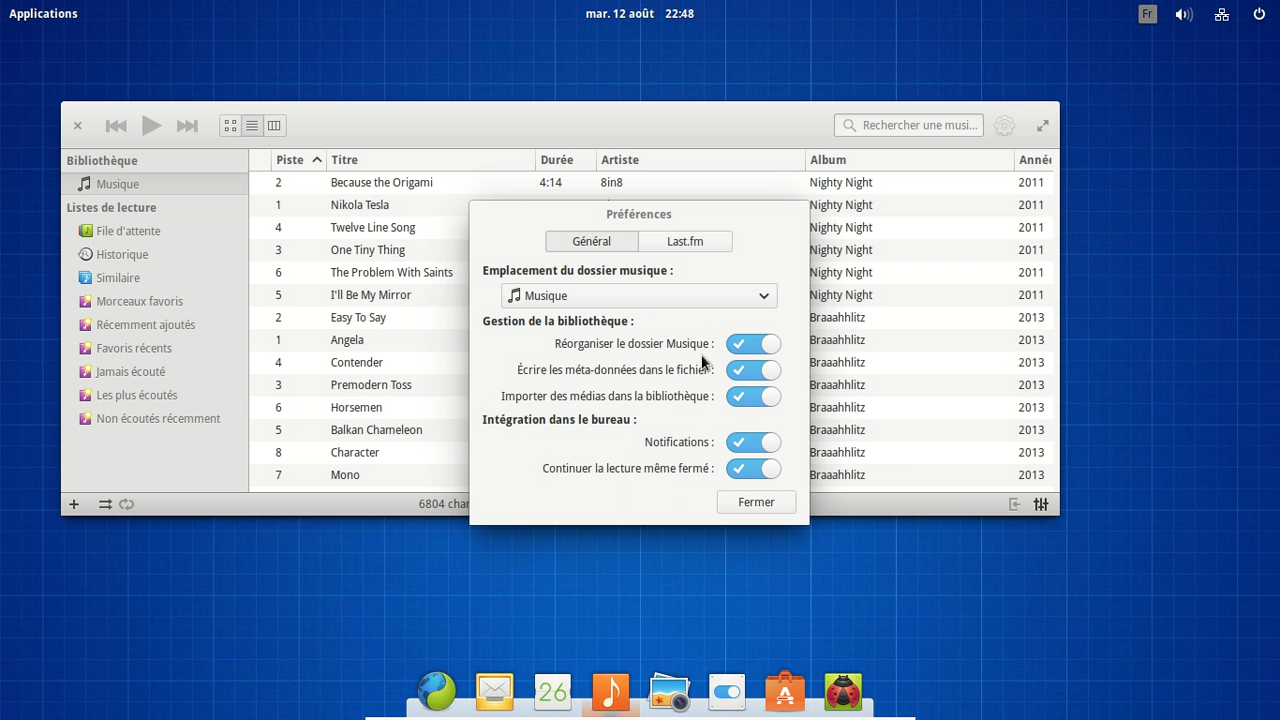 Applications
mar. 12 août 22:48
Fr
Rechercher une musi...
Bibliothèque
Musique
Listes de lecture
File d'attente
Historique
Similaire
Morceaux favoris
Récemment ajoutés
Favoris récents
Jamais écouté
Les plus écoutés
Non écoutés récemment
Piste Titre Durée Artiste Album Anné
2 Because the Origami 4:14 8in8 Nighty Night 2011
1 Nikola Tesla Nighty Night 2011
4 Twelve Line Song Nighty Night 2011
3 One Tiny Thing Nighty Night 2011
6 The Problem With Saints Nighty Night 2011
5 I'll Be My Mirror Nighty Night 2011
2 Easy To Say Braaahhlitz 2013
1 Angela Braaahhlitz 2013
4 Contender Braaahhlitz 2013
3 Premodern Toss Braaahhlitz 2013
6 Horsemen Braaahhlitz 2013
5 Balkan Chameleon Braaahhlitz 2013
8 Character Braaahhlitz 2013
7 Mono Braaahhlitz 2013
6804 char
Préférences
Général Last.fm
Emplacement du dossier musique :
Musique
Gestion de la bibliothèque :
Réorganiser le dossier Musique :
Écrire les méta-données dans le fichier :
Importer des médias dans la bibliothèque :
Intégration dans le bureau :
Notifications :
Continuer la lecture même fermé :
Fermer
26